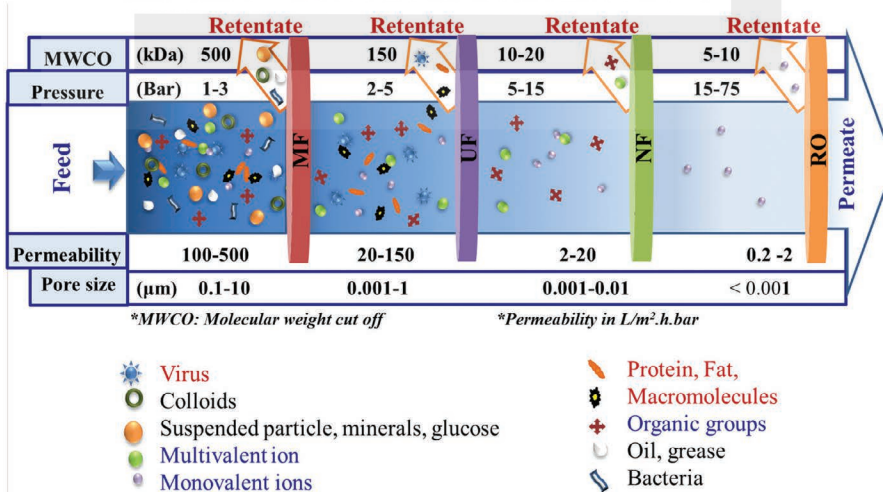 Retentate Retentate Retentate Retentate
MWCO (kDa) 500 150 10-20 5-10
Pressure (Bar) 1-3 2-5 5-15 15-75
Feed MF UF NF RO Permeate
Permeability 100-500 20-150 2-20 0.2 -2
Pore size (µm) 0.1-10 0.001-1 0.001-0.01 < 0.001
*MWCO: Molecular weight cut off *Permeability in L/m².h.bar
Virus
Colloids
Suspended particle, minerals, glucose
Multivalent ion
Monovalent ions
Protein, Fat,
Macromolecules
Organic groups
Oil, grease
Bacteria